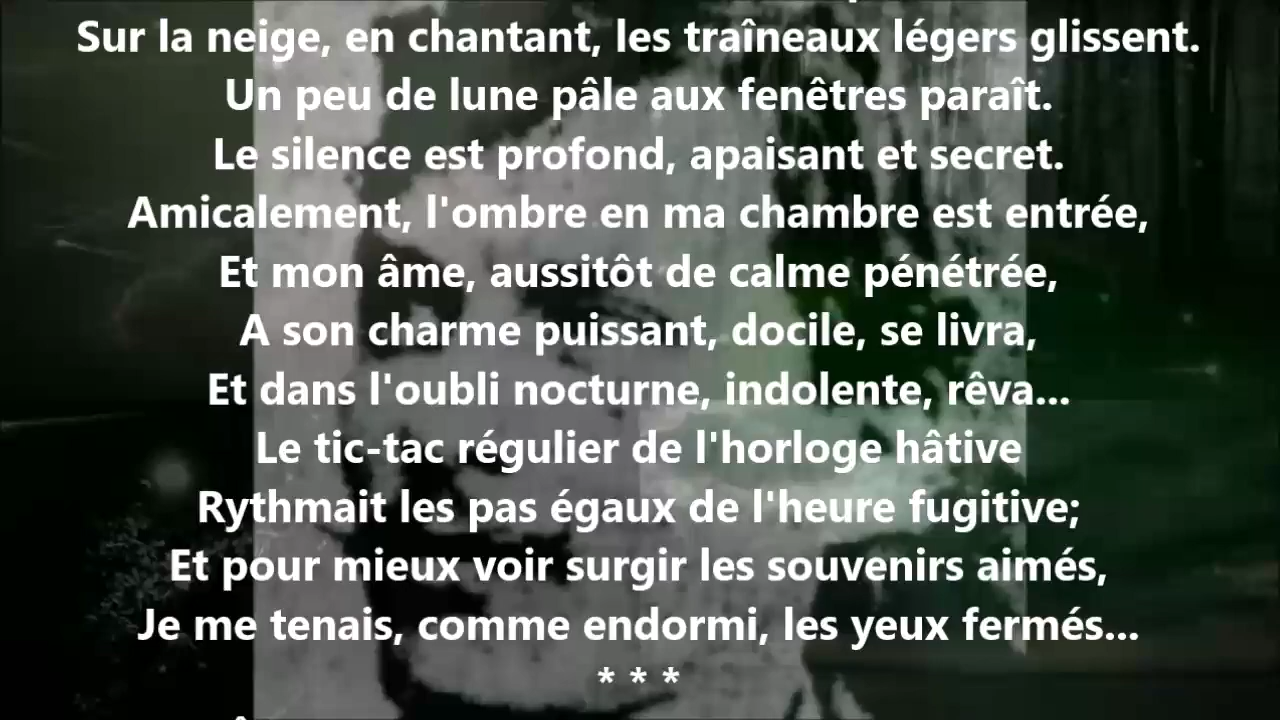 Sur la neige, en chantant, les traîneaux légers glissent.
Un peu de lune pâle aux fenêtres paraît.
Le silence est profond, apaisant et secret.
Amicalement, l'ombre en ma chambre est entrée,
Et mon âme, aussitôt de calme pénétrée,
A son charme puissant, docile, se livra,
Et dans l'oubli nocturne, indolente, rêva...
Le tic-tac régulier de l'horloge hâtive
Rythmait les pas égaux de l'heure fugitive;
Et pour mieux voir surgir les souvenirs aimés,
Je me tenais, comme endormi, les yeux fermés...
* * *